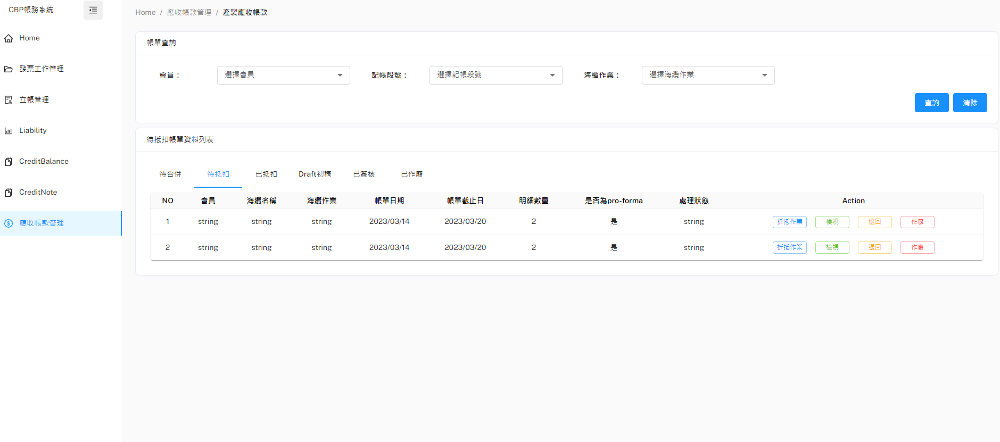 CBP帳務系統
Home
發票工作管理
立帳管理
Liability
CreditBalance
CreditNote
應收帳款管理
Home / 應收帳款管理 / 產製應收帳款
帳單查詢
會員： 選擇會員 記帳段號： 選擇記帳段號 海纜作業： 選擇海纜作業
查詢 清除
待抵扣帳單資料列表
待合併 待抵扣 已抵扣 Draft初稿 已簽核 已作廢
NO 會員 海纜名稱 海纜作業 帳單日期 帳單截止日 明細數量 是否為pro-forma 處理狀態 Action
1 string string string 2023/03/14 2023/03/20 2 是 string 折抵作業 檢視 退回 作廢
2 string string string 2023/03/14 2023/03/20 2 是 string 折抵作業 檢視 退回 作廢